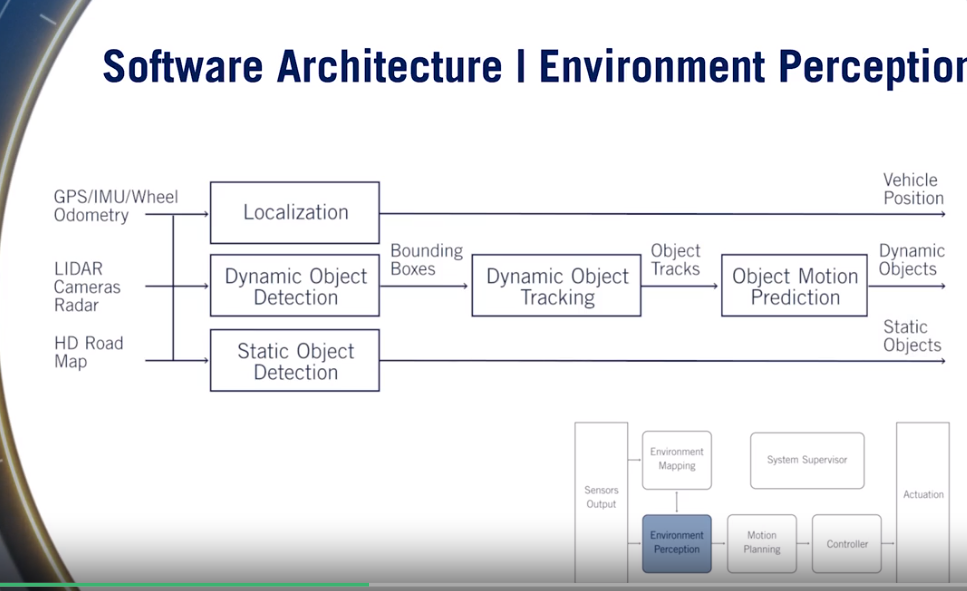 Software Architecture | Environment Perception
GPS/IMU/Wheel
Odometry
Localization
Vehicle
Position
LIDAR
Cameras
Radar
Dynamic Object
Detection
Bounding
Boxes
Dynamic Object
Tracking
Object
Tracks
Object Motion
Prediction
Dynamic
Objects
HD Road
Map
Static Object
Detection
Static
Objects
Sensors
Output
Environment
Mapping
System Supervisor
Actuation
Environment
Perception
Motion
Planning
Controller